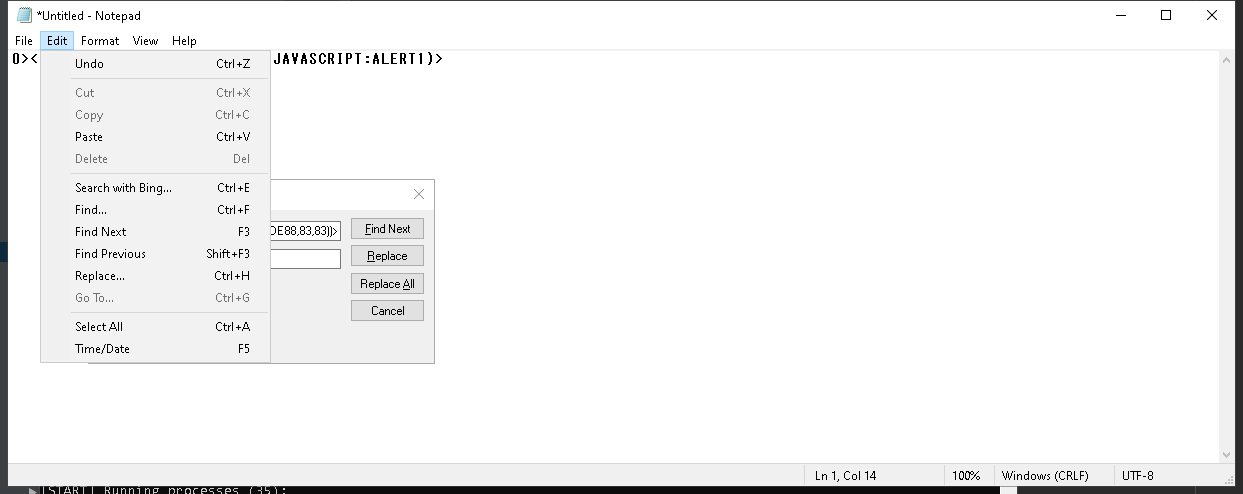 *Untitled - Notepad
File Edit Format View Help
0>< JAVASCRIPT:ALERT1)>
Undo Ctrl+Z
Cut Ctrl+X
Copy Ctrl+C
Paste Ctrl+V
Delete Del
Search with Bing... Ctrl+E
Find... Ctrl+F
Find Next F3
Find Previous Shift+F3
Replace... Ctrl+H
Go To... Ctrl+G
Select All Ctrl+A
Time/Date F5
DE88,83,83))> Find Next
Replace
Replace All
Cancel
Ln 1, Col 14 100% Windows (CRLF) UTF-8
[START] Running processes (35):